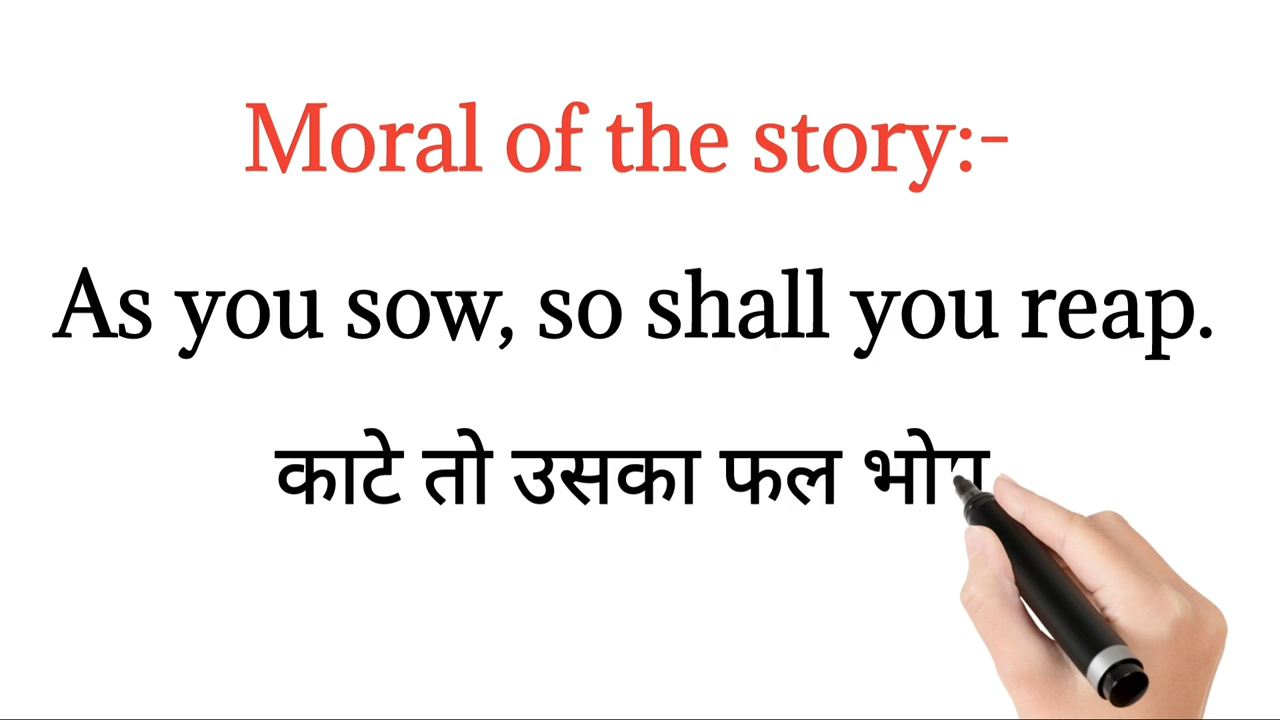 Moral of the story:-
As you sow, so shall you reap.
काटे तो उसका फल